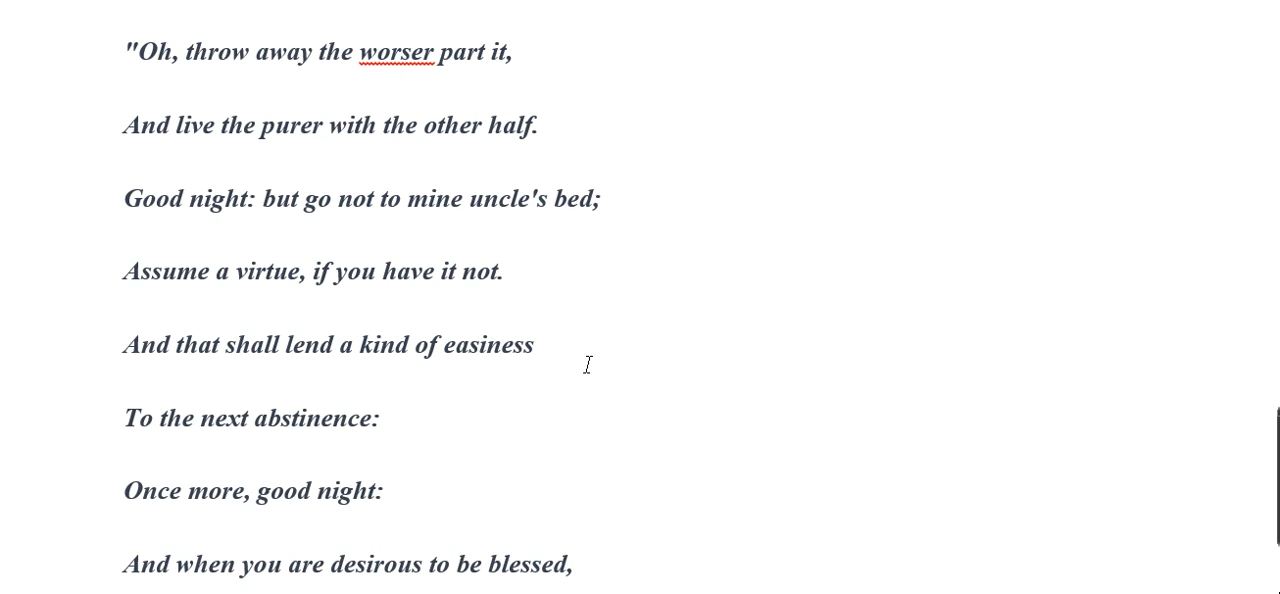 "Oh, throw away the worser part it,
And live the purer with the other half.
Good night: but go not to mine uncle's bed;
Assume a virtue, if you have it not.
And that shall lend a kind of easiness
To the next abstinence:
Once more, good night:
And when you are desirous to be blessed,